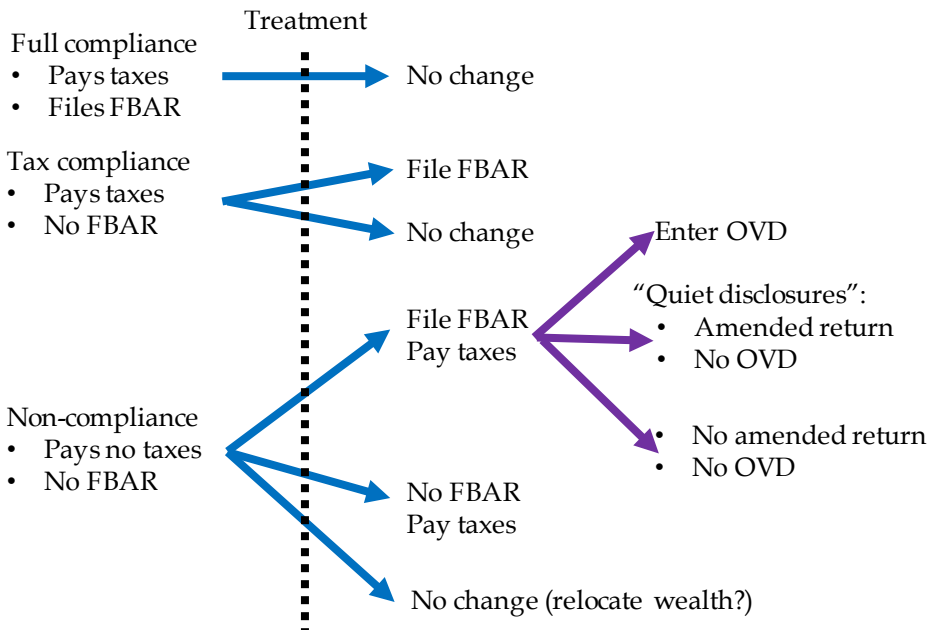 Treatment
Full compliance
• Pays taxes
• Files FBAR
No change
Tax compliance
• Pays taxes
• No FBAR
File FBAR
No change
Enter OVD
“Quiet disclosures”:
• Amended return
• No OVD
File FBAR
Pay taxes
• No amended return
• No OVD
Non-compliance
• Pays no taxes
• No FBAR
No FBAR
Pay taxes
No change (relocate wealth?)